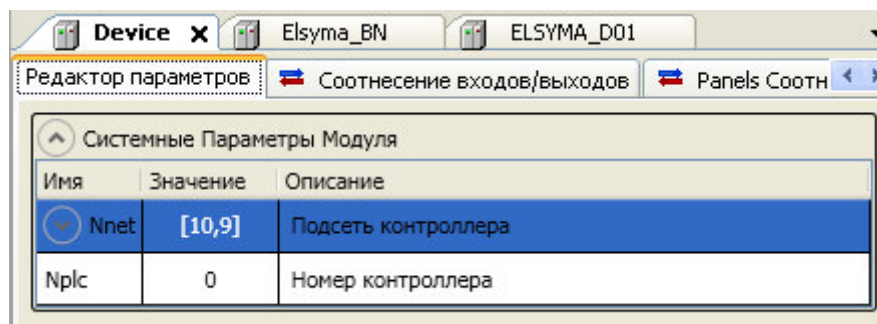 Device x Elsyma_BN ELSYMA_D01
Редактор параметров Соотнесение входов/выходов Panels Соотн
Системные Параметры Модуля
Имя Значение Описание
Nnet [10,9] Подсеть контроллера
Nplc 0 Номер контроллера